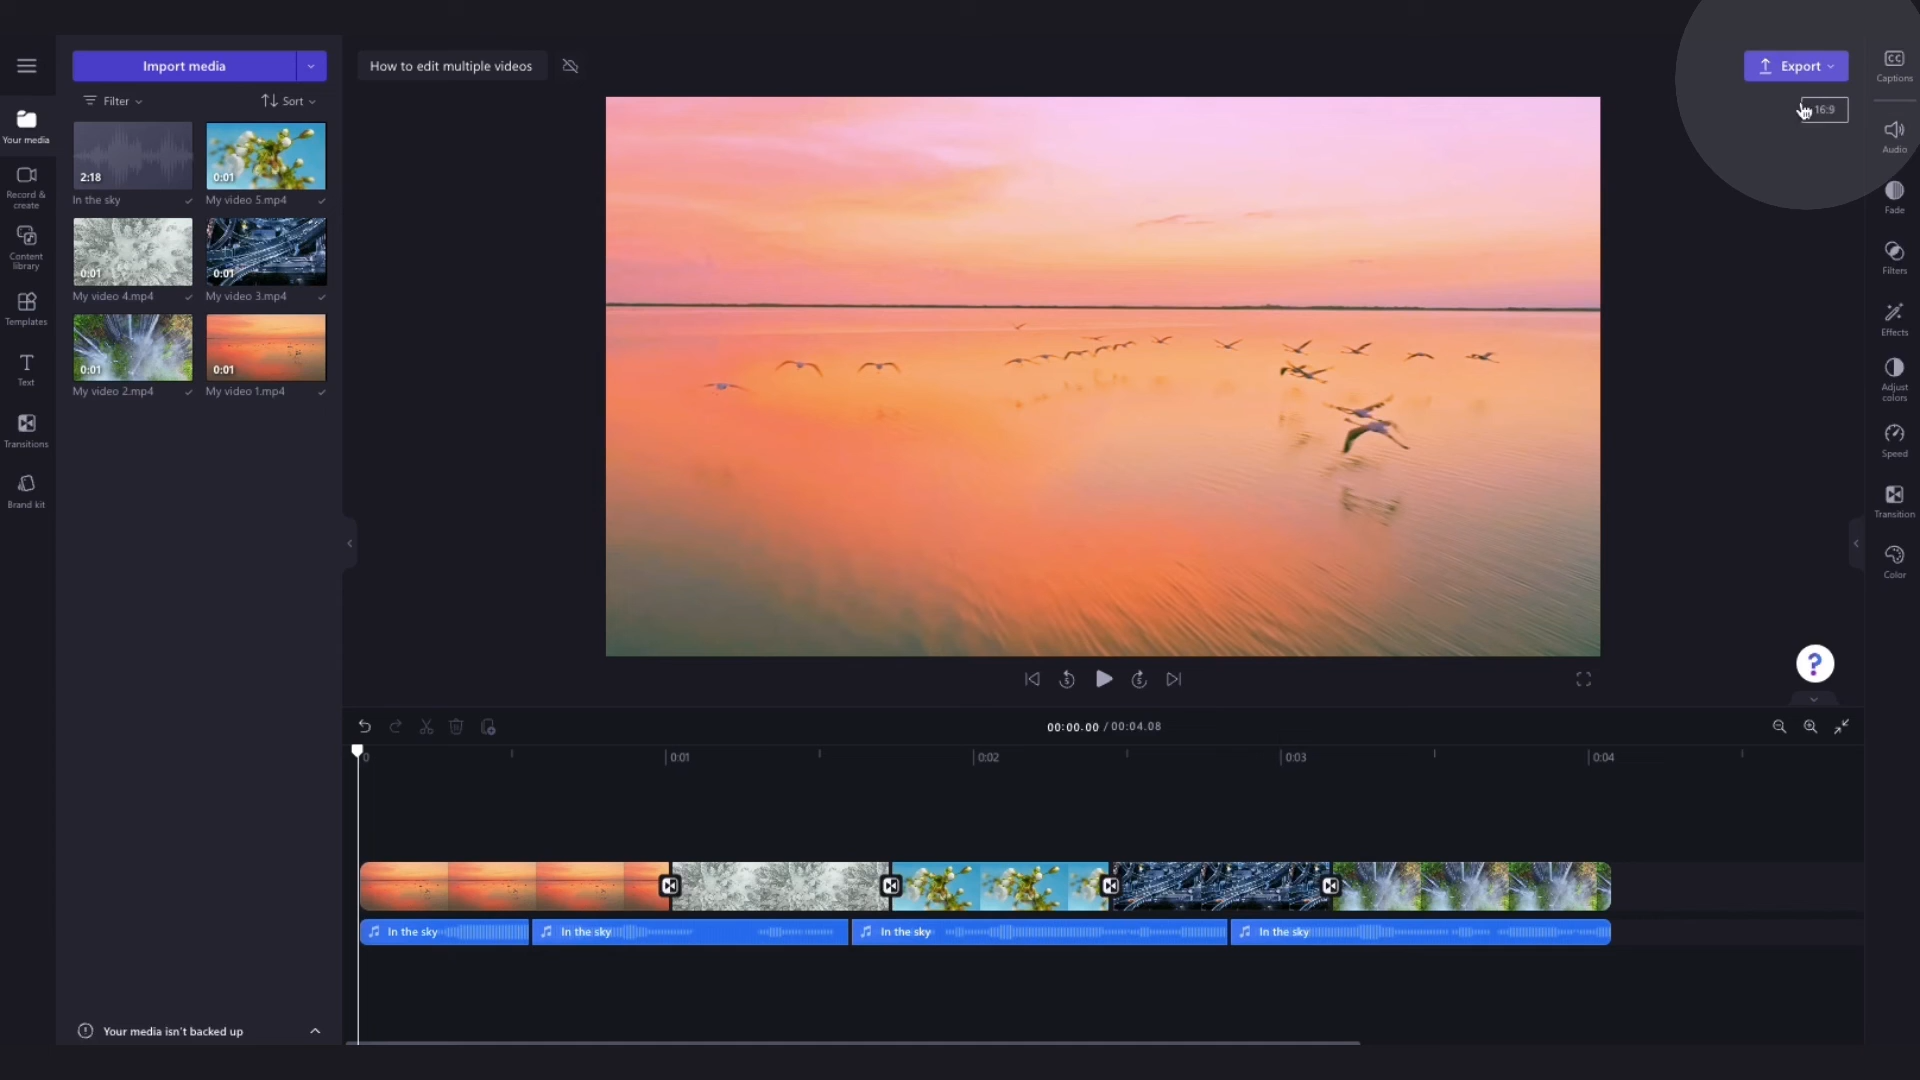 Import media
How to edit multiple videos
Export
16:9
Filter
Sort
Your media
Record &
create
Content
library
Templates
Text
Transitions
Brand kit
2:18
In the sky
0:01
My video 5.mp4
0:01
My video 4.mp4
0:01
My video 3.mp4
0:01
My video 2.mp4
0:01
My video 1.mp4
CC
Captions
Audio
Fade
Filters
Effects
Adjust
colors
Speed
Transition
Color
?
5
5
00:00.00 / 00:04.08
0
0:01
0:02
0:03
0:04
In the sky
In the sky
In the sky
In the sky
Your media isn't backed up